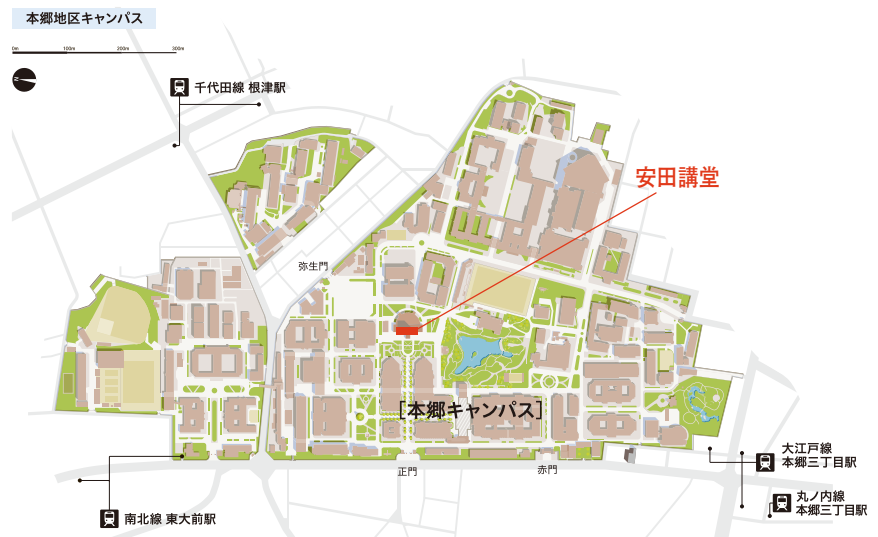 本郷地区キャンパス
0m 100m 200m 300m
N
千代田線 根津駅
安田講堂
弥生門
[本郷キャンパス]
正門
赤門
大江戸線
本郷三丁目駅
丸ノ内線
本郷三丁目駅
南北線 東大前駅